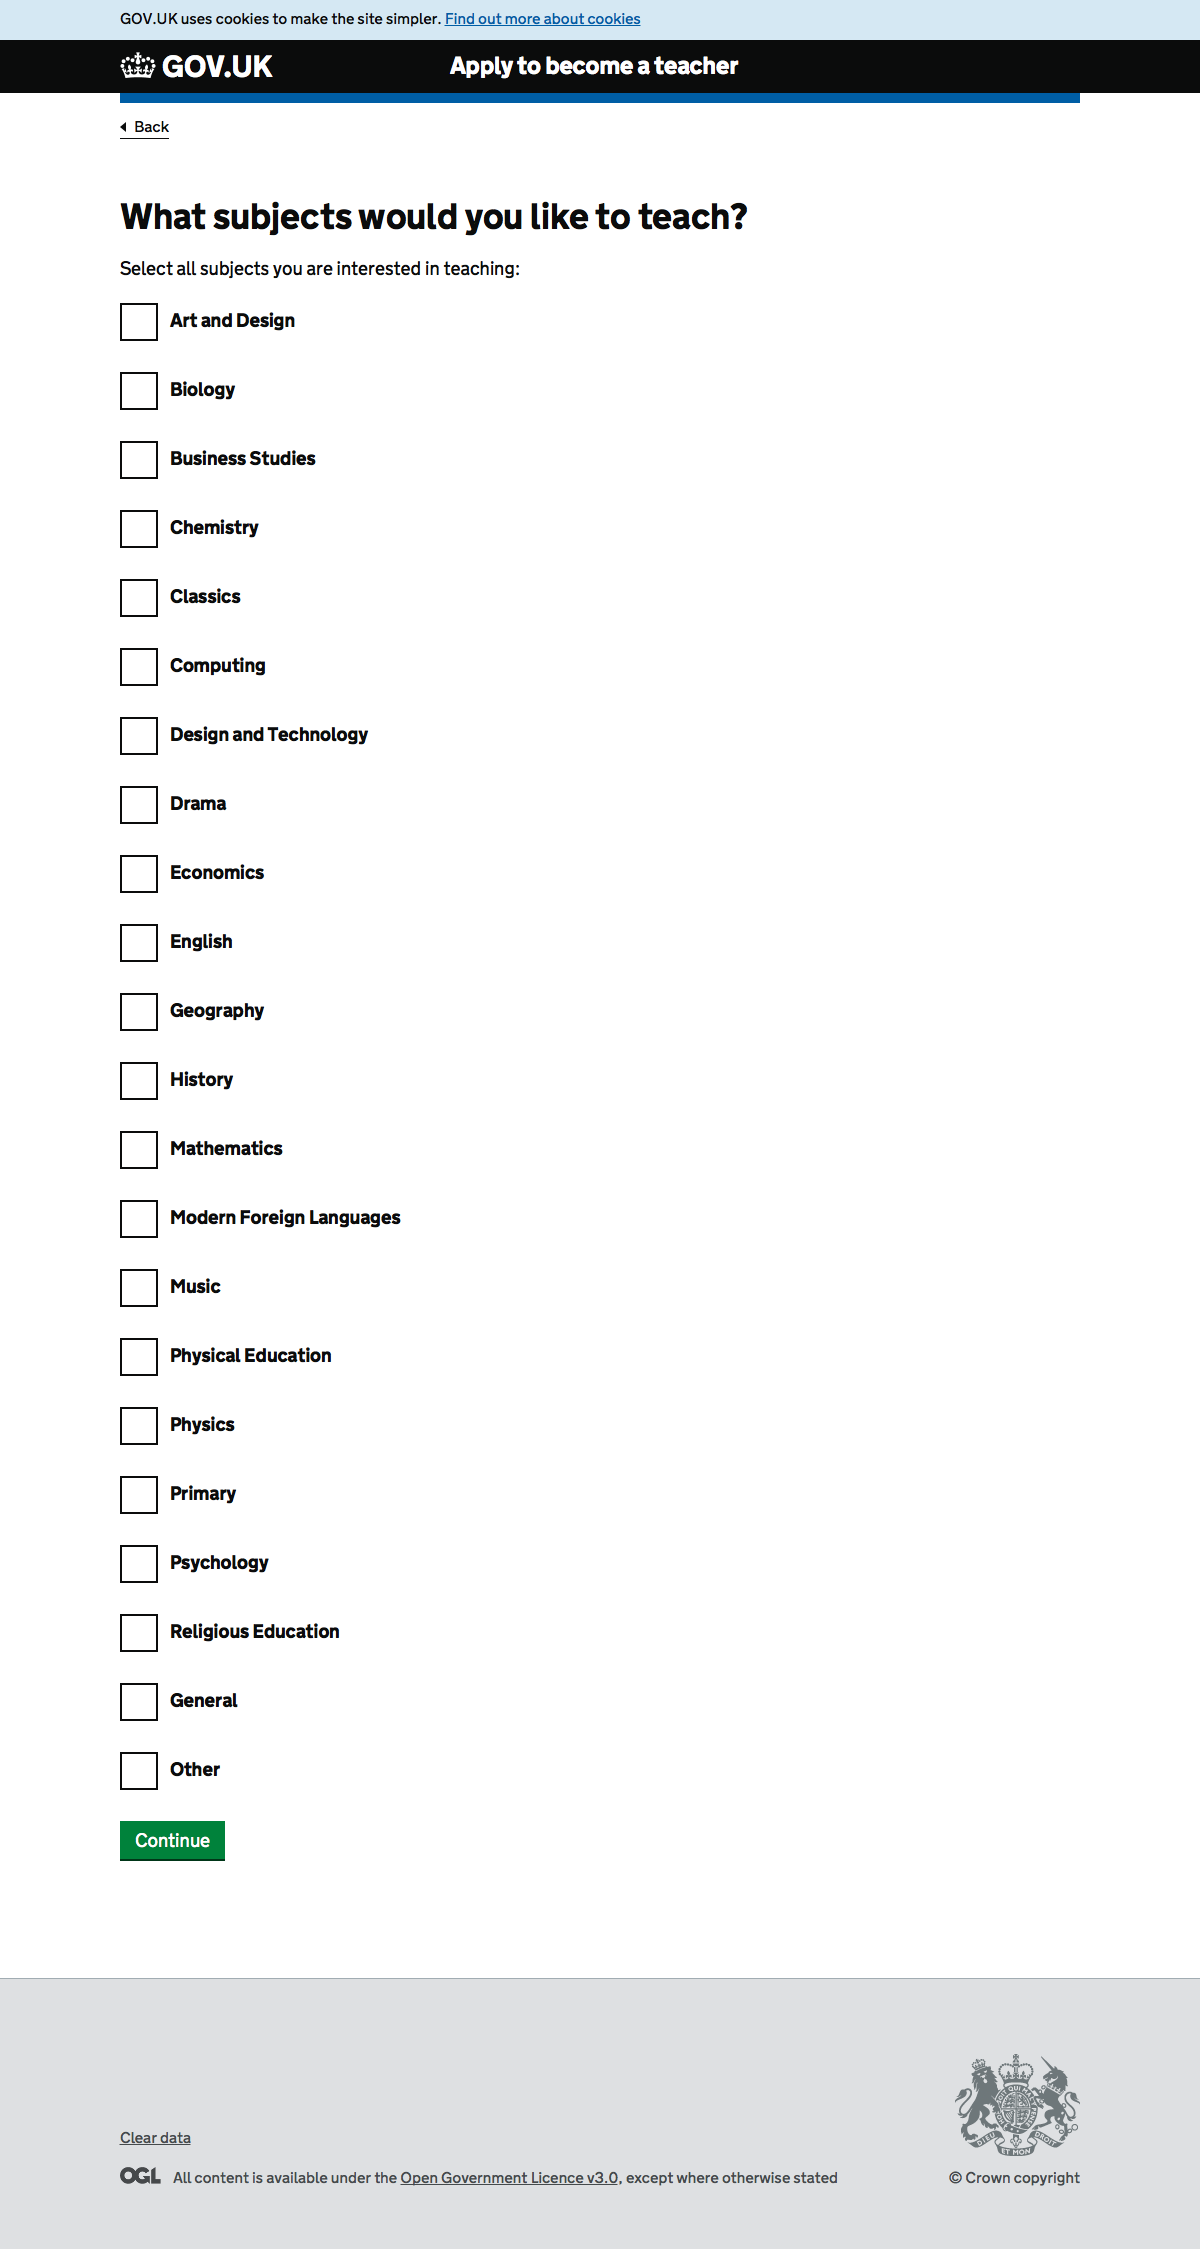 GOV.UK uses cookies to make the site simpler. Find out more about cookies
GOV.UK
Apply to become a teacher
Back
What subjects would you like to teach?
Select all subjects you are interested in teaching:
Art and Design
Biology
Business Studies
Chemistry
Classics
Computing
Design and Technology
Drama
Economics
English
Geography
History
Mathematics
Modern Foreign Languages
Music
Physical Education
Physics
Primary
Psychology
Religious Education
General
Other
Continue
Clear data
DIEU ET MON DROIT
OGL All content is available under the Open Government Licence v3.0, except where otherwise stated
© Crown copyright